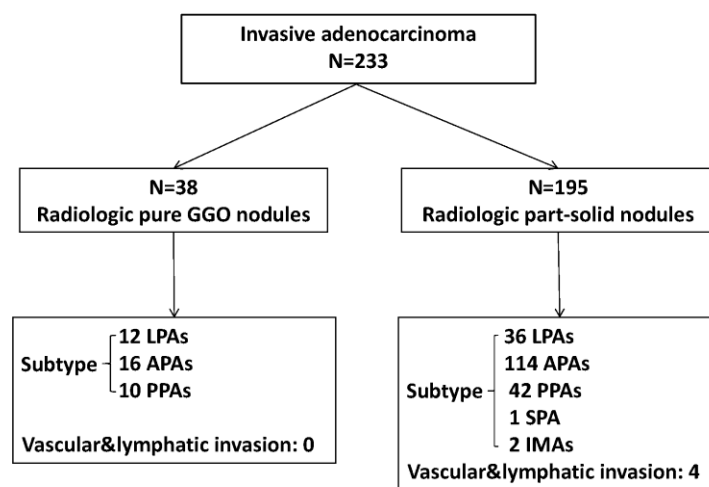 Invasive adenocarcinoma
N=233
N=38
Radiologic pure GGO nodules
N=195
Radiologic part-solid nodules
Subtype
12 LPAs
16 APAs
10 PPAs
Vascular&lymphatic invasion: 0
Subtype
36 LPAs
114 APAs
42 PPAs
1 SPA
2 IMAs
Vascular&lymphatic invasion: 4